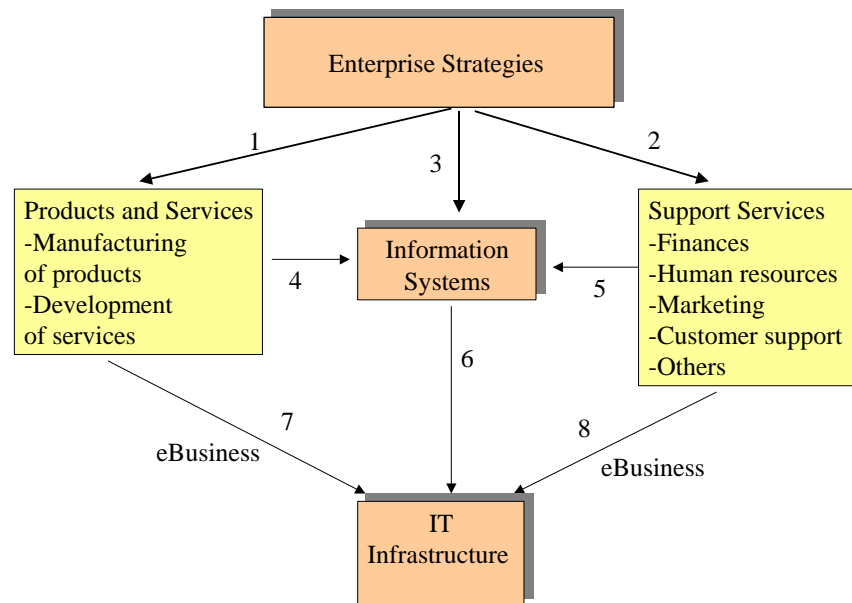 Enterprise Strategies
1
2
3
Products and Services
-Manufacturing
of products
-Development
of services
Information
Systems
Support Services
-Finances
-Human resources
-Marketing
-Customer support
-Others
4
5
6
7
8
eBusiness
eBusiness
IT
Infrastructure